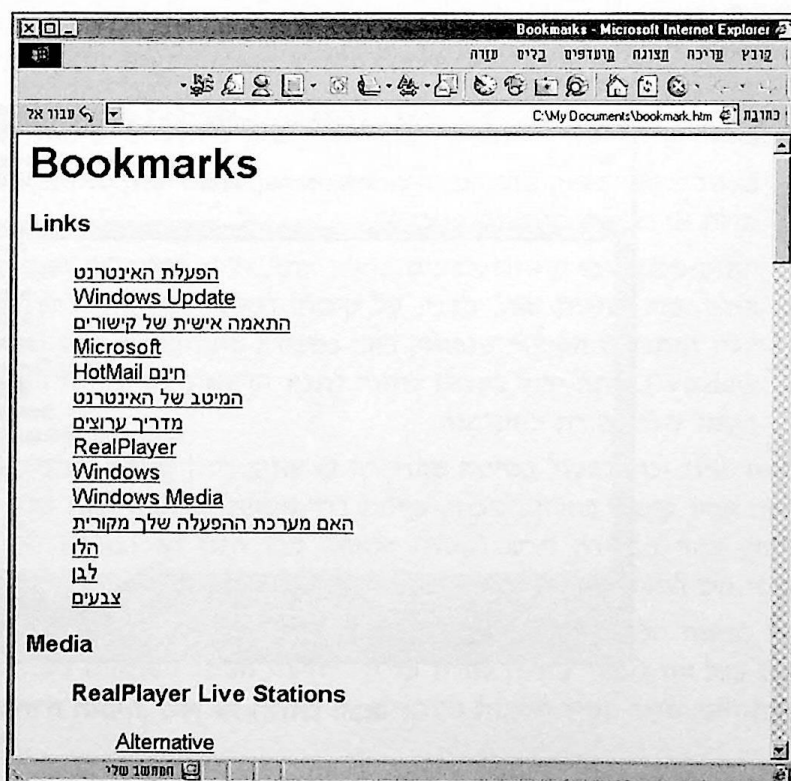 Bookmarks - Microsoft Internet Explorer
קובץ עריכה תצוגה מועדפים כלים עזרה
כתובת C:\My Documents\bookmark.htm עבור אל
Bookmarks
Links
הפעלת האינטרנט
Windows Update
התאמה אישית של קישורים
Microsoft
HotMail חינם
המיטב של האינטרנט
מדריך ערוצים
RealPlayer
Windows
Windows Media
האם מערכת ההפעלה שלך מקורית
הלו
לבן
צבעים
Media
RealPlayer Live Stations
Alternative
המחשב שלי